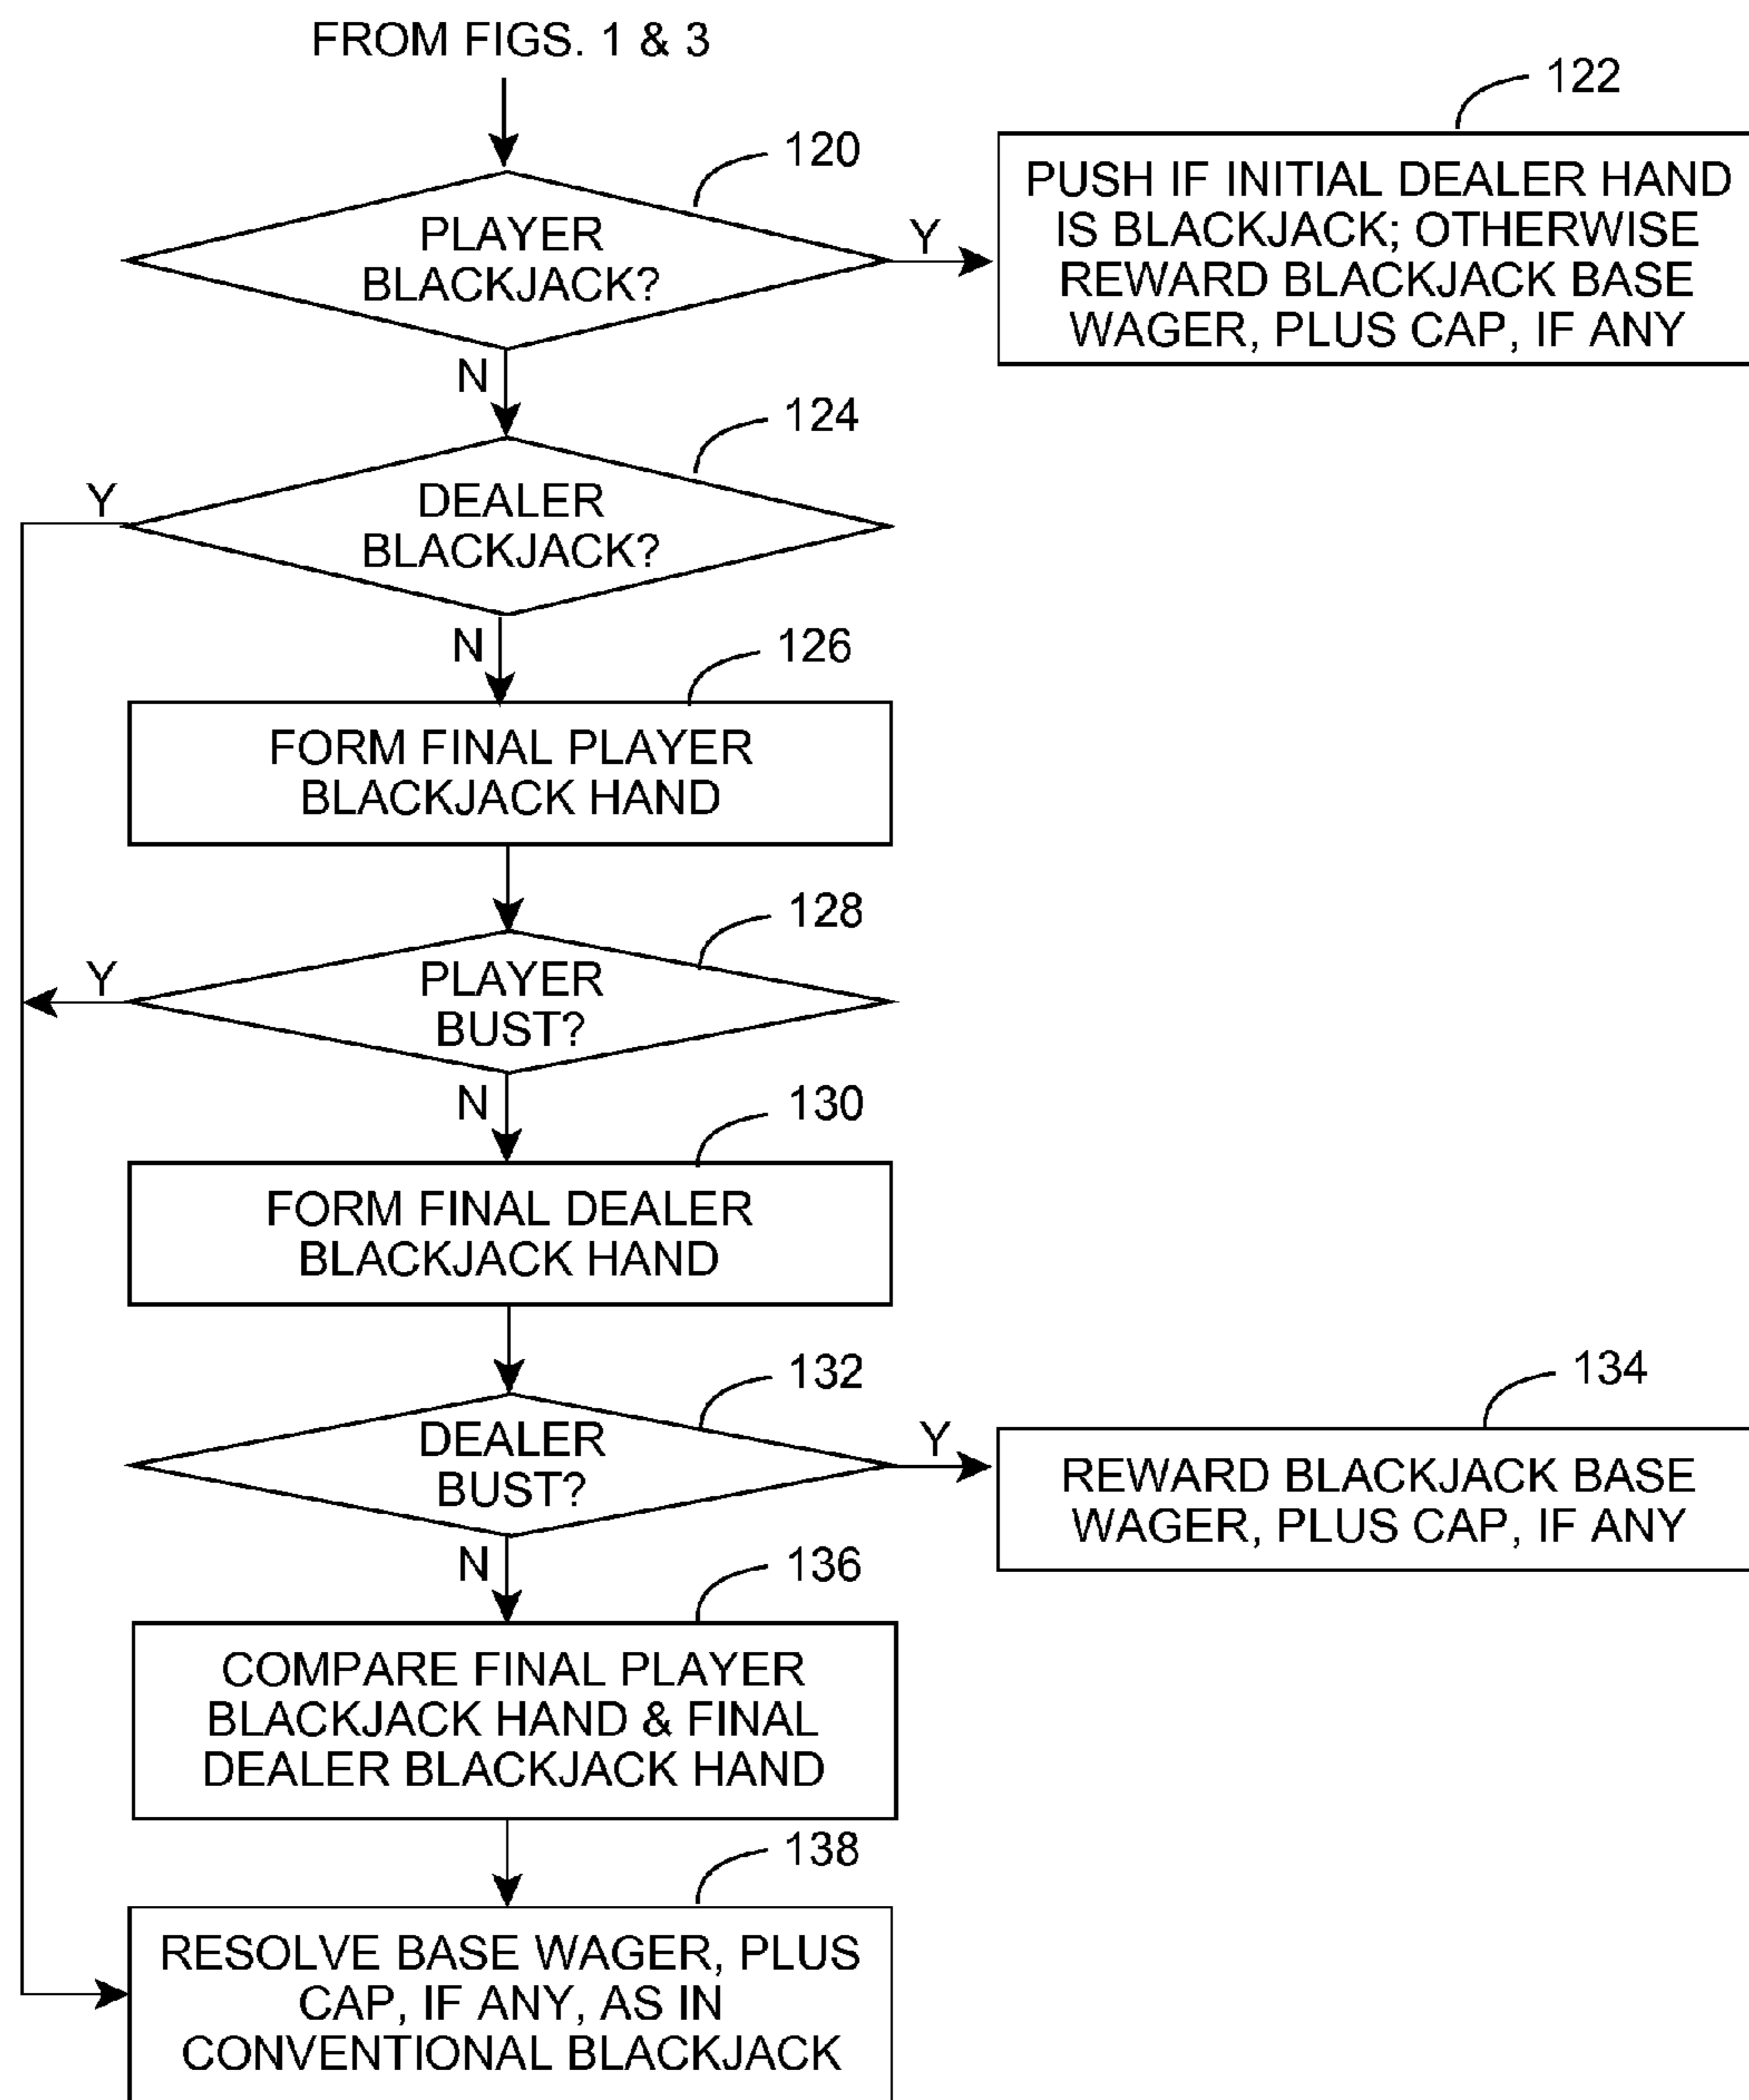 FROM FIGS. 1 & 3
120
PLAYER
BLACKJACK?
Y
122
PUSH IF INITIAL DEALER HAND
IS BLACKJACK; OTHERWISE
REWARD BLACKJACK BASE
WAGER, PLUS CAP, IF ANY
N
124
Y
DEALER
BLACKJACK?
N
126
FORM FINAL PLAYER
BLACKJACK HAND
128
Y
PLAYER
BUST?
N
130
FORM FINAL DEALER
BLACKJACK HAND
132
DEALER
BUST?
Y
134
REWARD BLACKJACK BASE
WAGER, PLUS CAP, IF ANY
N
136
COMPARE FINAL PLAYER
BLACKJACK HAND & FINAL
DEALER BLACKJACK HAND
138
RESOLVE BASE WAGER, PLUS
CAP, IF ANY, AS IN
CONVENTIONAL BLACKJACK